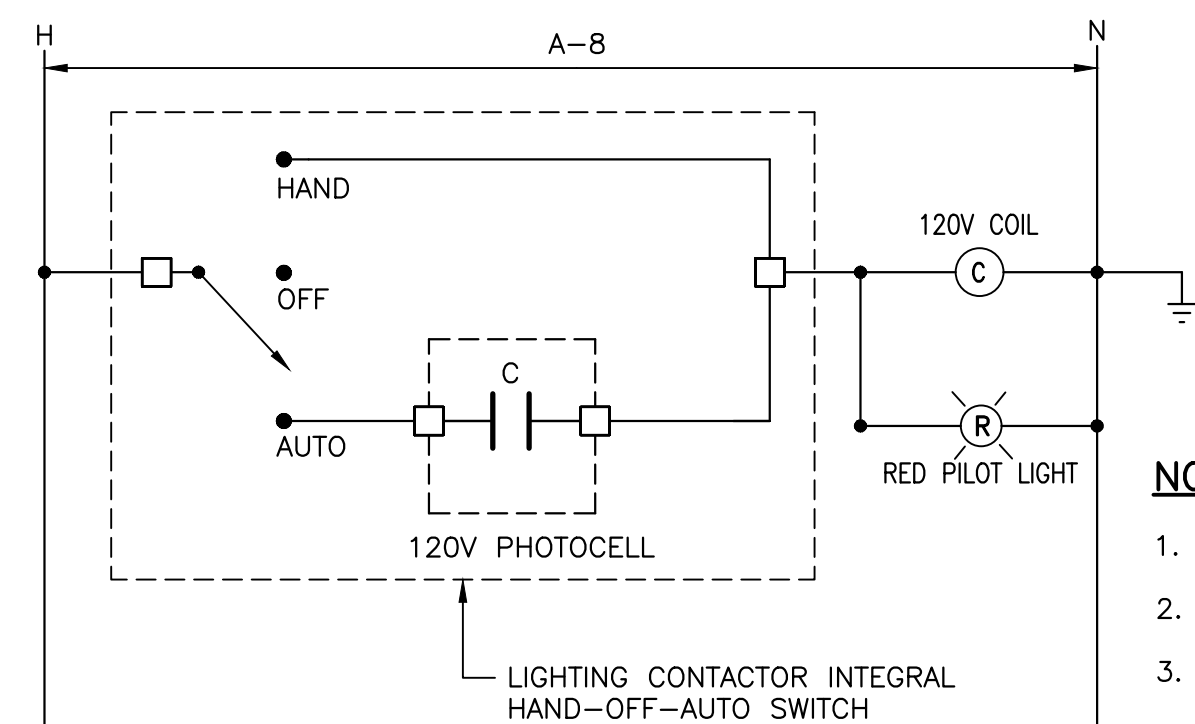 H
N
A-8
HAND
120V COIL
C
OFF
C
AUTO
R
RED PILOT LIGHT
120V PHOTOCELL
1.
2.
3.
LIGHTING CONTACTOR INTEGRAL
HAND-OFF-AUTO SWITCH